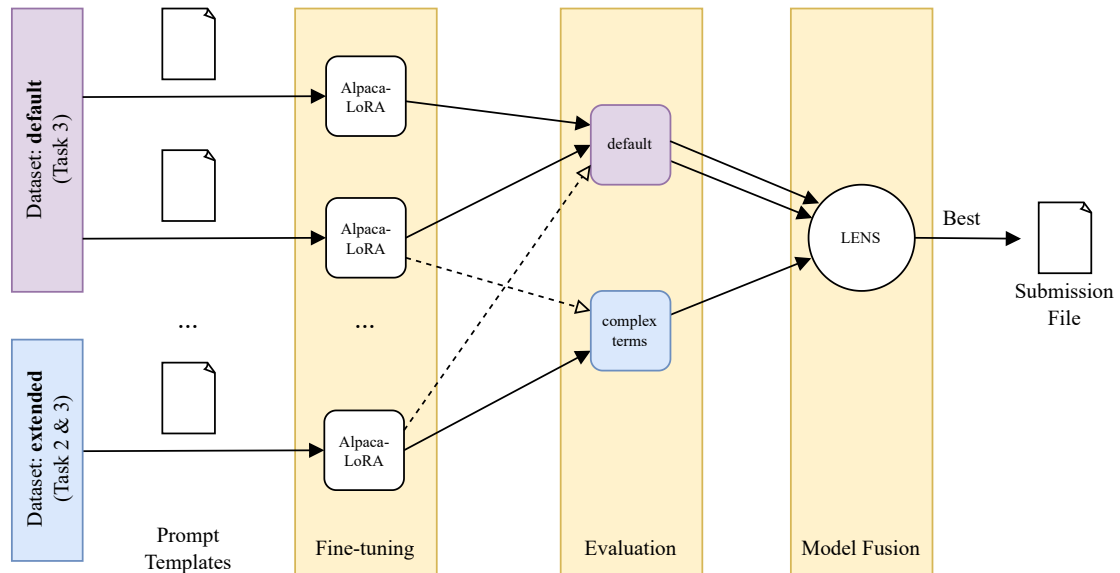 Dataset: default
(Task 3)
Dataset: extended
(Task 2 & 3)
Prompt
Templates
...
Alpaca-
LoRA
Alpaca-
LoRA
...
Alpaca-
LoRA
Fine-tuning
default
complex
terms
Evaluation
LENS
Model Fusion
Best
Submission
File